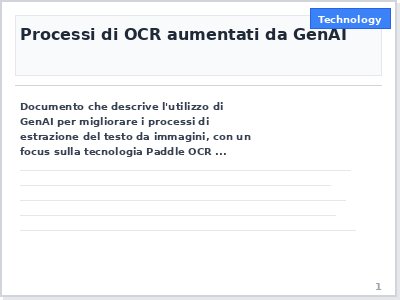 Technology
Processi di OCR aumentati da GenAI
Documento che descrive l'utilizzo di
GenAI per migliorare i processi di
estrazione del testo da immagini, con un
focus sulla tecnologia Paddle OCR ...
1